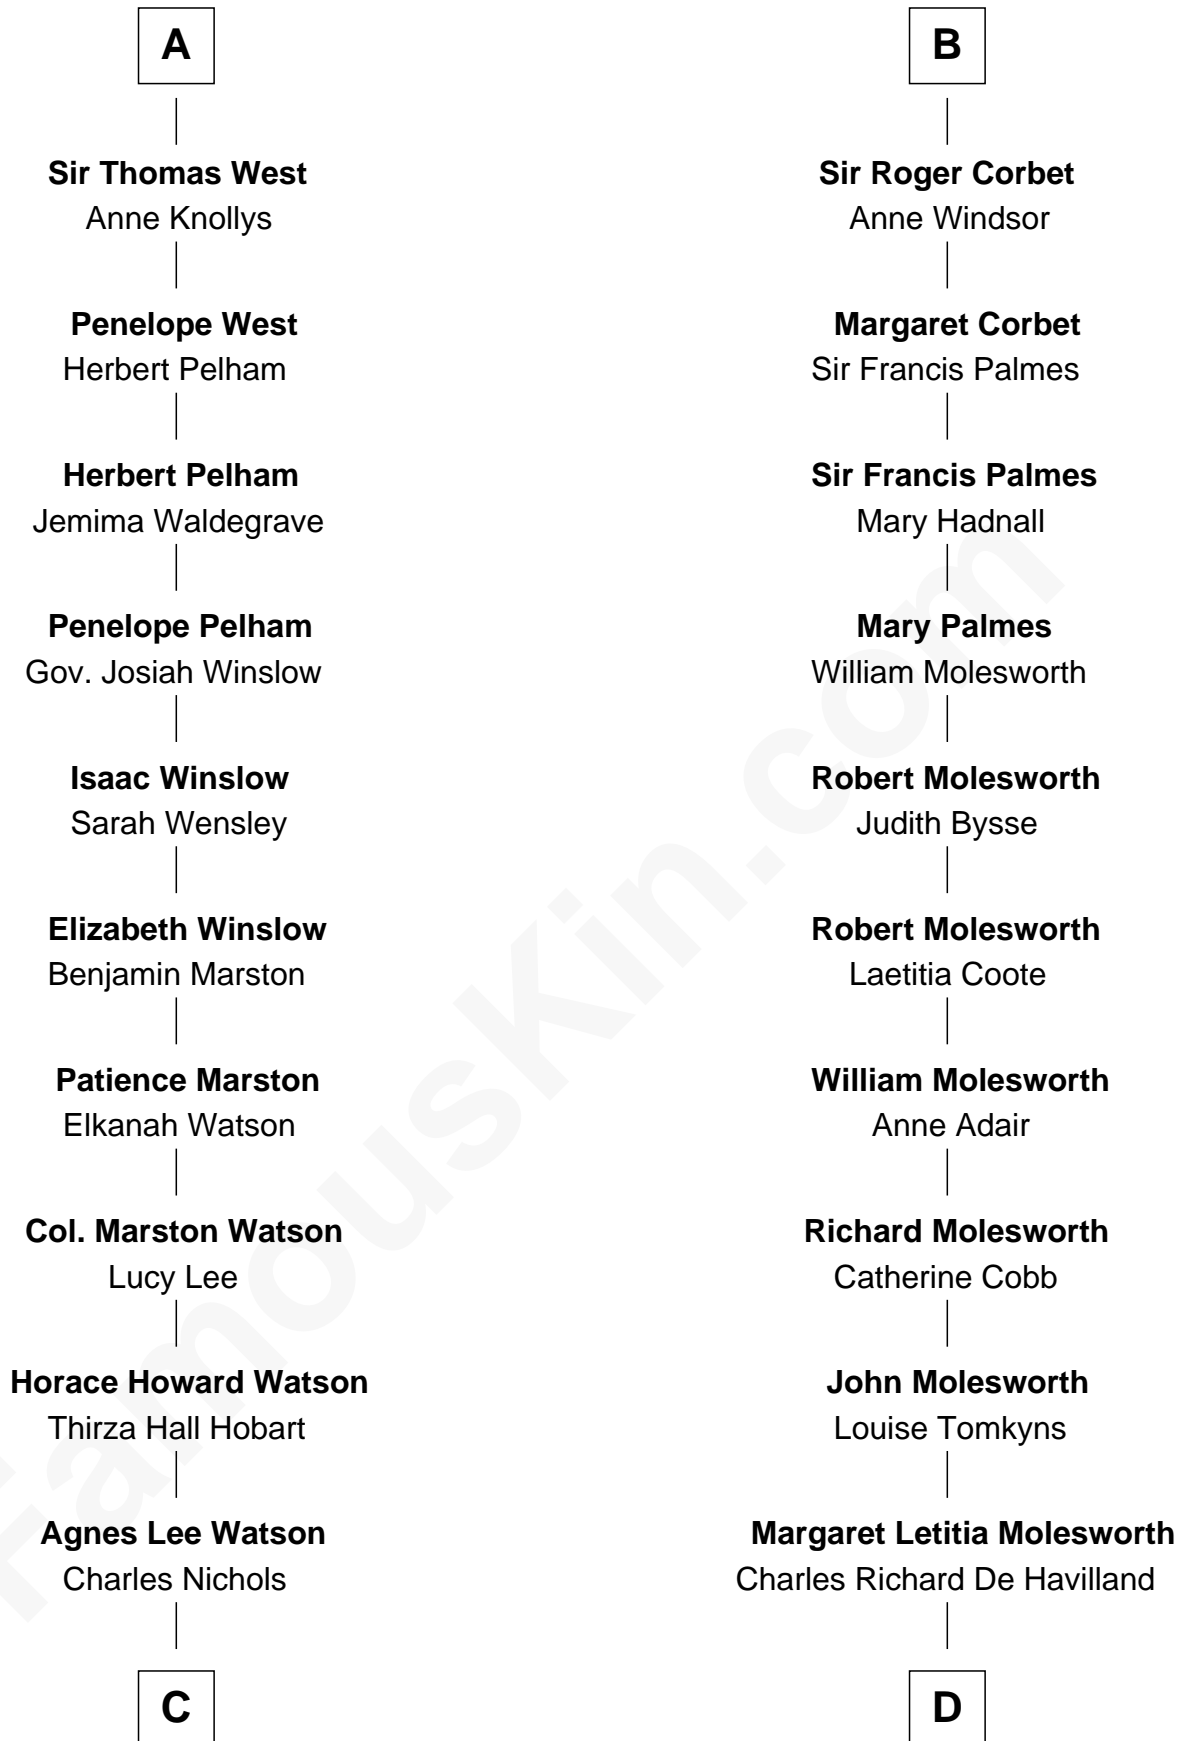 A
Sir Thomas West
Anne Knollys
Penelope West
Herbert Pelham
Herbert Pelham
Jemima Waldegrave
Penelope Pelham
Gov. Josiah Winslow
Isaac Winslow
Sarah Wensley
Elizabeth Winslow
Benjamin Marston
Patience Marston
Elkanah Watson
Col. Marston Watson
Lucy Lee
Horace Howard Watson
Thirza Hall Hobart
Agnes Lee Watson
Charles Nichols
C
B
Sir Roger Corbet
Anne Windsor
Margaret Corbet
Sir Francis Palmes
Sir Francis Palmes
Mary Hadnall
Mary Palmes
William Molesworth
Robert Molesworth
Judith Bysse
Robert Molesworth
Laetitia Coote
William Molesworth
Anne Adair
Richard Molesworth
Catherine Cobb
John Molesworth
Louise Tomkyns
Margaret Letitia Molesworth
Charles Richard De Havilland
D
FamousKin.com